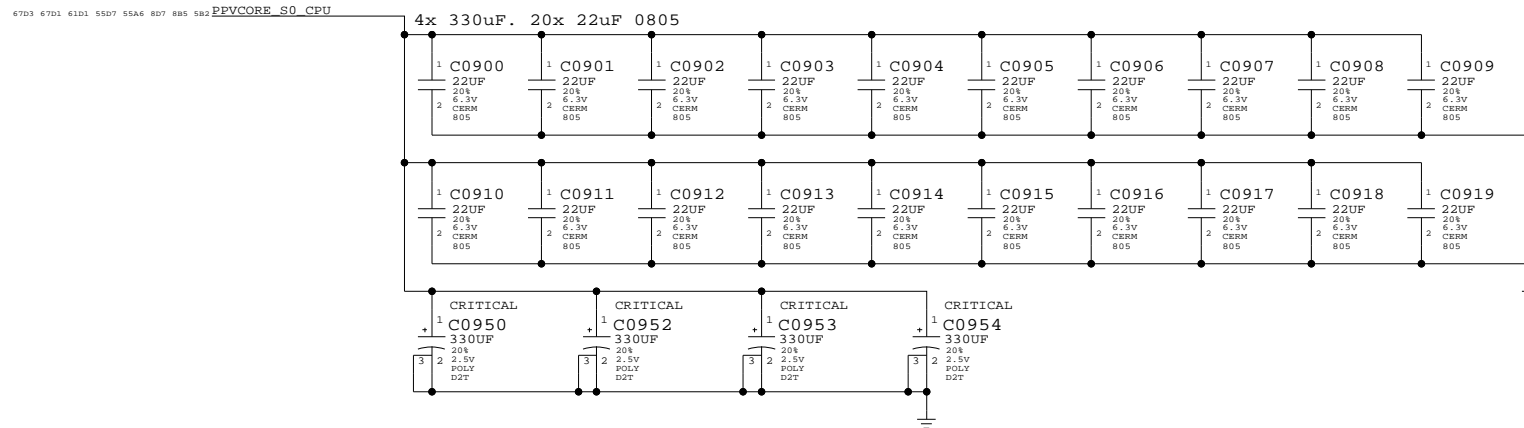 67D3 67D1 61D1 55D7 55A6 8D7 8B5 5B2 PPVCORE_S0_CPU
4x 330uF. 20x 22uF 0805
1 C0900 22UF 20% 6.3V 2 CERM 805
1 C0901 22UF 20% 6.3V 2 CERM 805
1 C0902 22UF 20% 6.3V 2 CERM 805
1 C0903 22UF 20% 6.3V 2 CERM 805
1 C0904 22UF 20% 6.3V 2 CERM 805
1 C0905 22UF 20% 6.3V 2 CERM 805
1 C0906 22UF 20% 6.3V 2 CERM 805
1 C0907 22UF 20% 6.3V 2 CERM 805
1 C0908 22UF 20% 6.3V 2 CERM 805
1 C0909 22UF 20% 6.3V 2 CERM 805
1 C0910 22UF 20% 6.3V 2 CERM 805
1 C0911 22UF 20% 6.3V 2 CERM 805
1 C0912 22UF 20% 6.3V 2 CERM 805
1 C0913 22UF 20% 6.3V 2 CERM 805
1 C0914 22UF 20% 6.3V 2 CERM 805
1 C0915 22UF 20% 6.3V 2 CERM 805
1 C0916 22UF 20% 6.3V 2 CERM 805
1 C0917 22UF 20% 6.3V 2 CERM 805
1 C0918 22UF 20% 6.3V 2 CERM 805
1 C0919 22UF 20% 6.3V 2 CERM 805
CRITICAL 1 + C0950 330UF 20% 3 2 2.5V POLY D2T
CRITICAL 1 + C0952 330UF 20% 3 2 2.5V POLY D2T
CRITICAL 1 + C0953 330UF 20% 3 2 2.5V POLY D2T
CRITICAL 1 + C0954 330UF 20% 3 2 2.5V POLY D2T